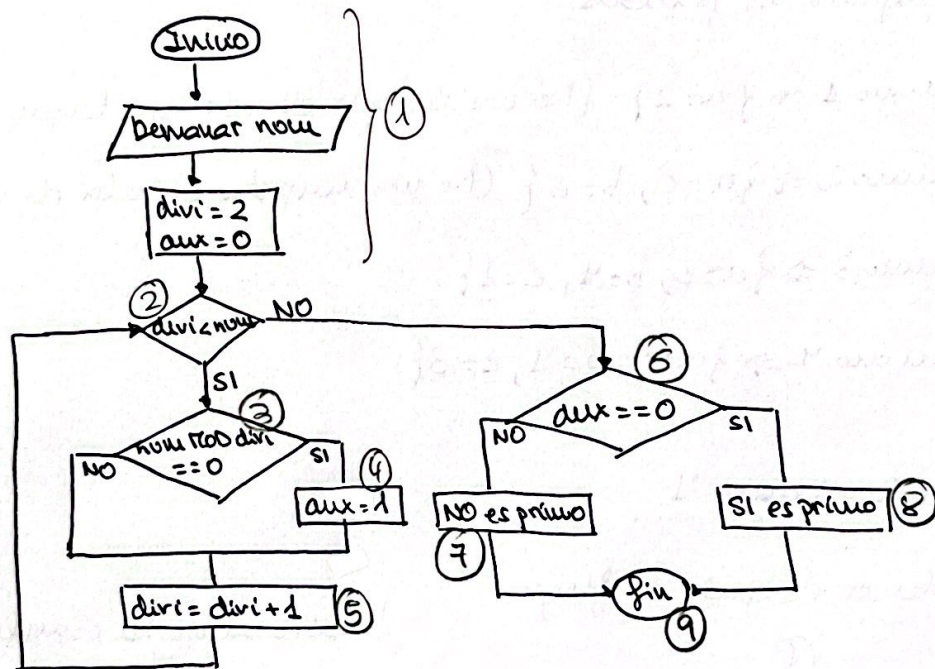 Inicio
Demanar num
1
divi = 2
aux = 0
2
divi < num
NO
SI
3
num MOD divi
== 0
NO
SI
4
aux = 1
divi = divi + 1
5
6
aux == 0
NO
SI
NO es primo
7
SI es primo
8
fin
9